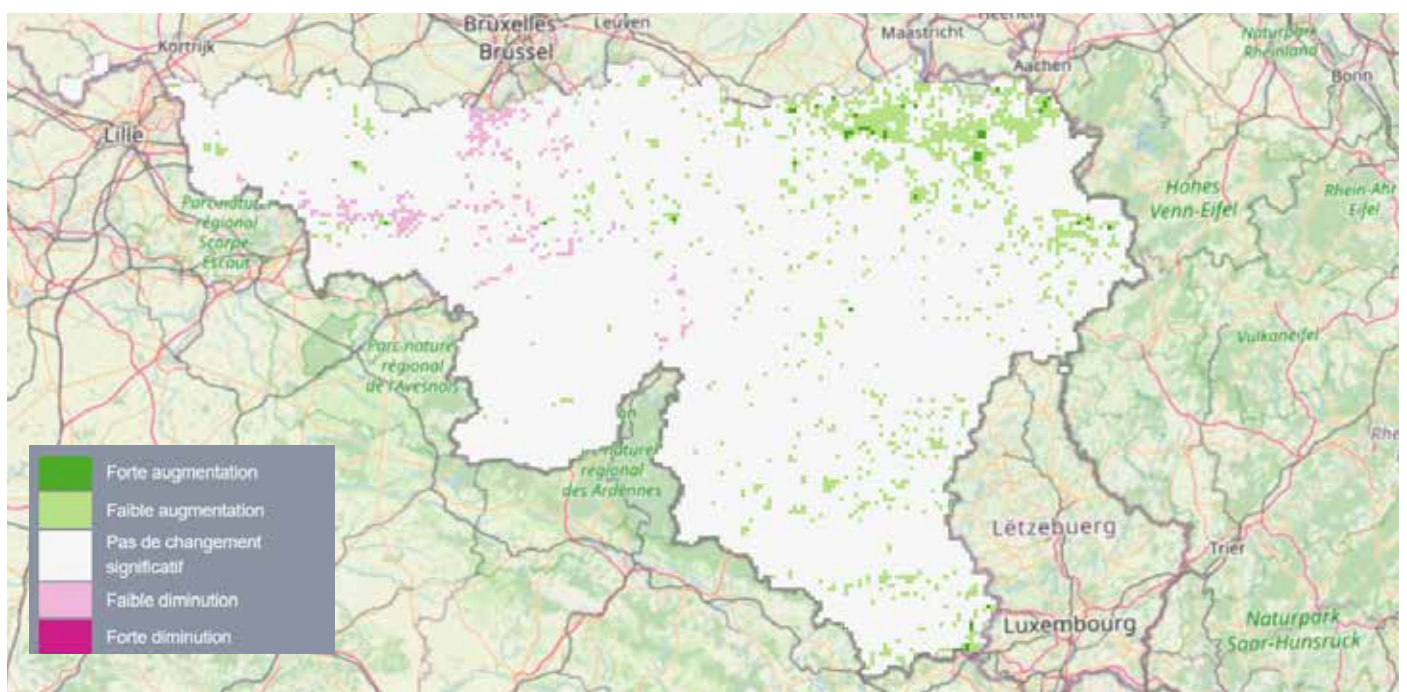 Bruxelles -
Brussel
Leuven
Kortrijk
Maastricht
Heerlen
Aachen
Naturpark
Rheinland
Bonn
Lille
Parc naturel
régional
Scarpe-
Escaut
Hohes
Venn-Eifel
Rhein-Ahr
Eifel
Parc naturel
régional
de l'Avesnois
Vulkaneifel
régional
des Ardennes
Lëtzebuerg
Trier
Luxembourg
Naturpark
Saar-Hunsrück
Forte augmentation
Faible augmentation
Pas de changement
significatif
Faible diminution
Forte diminution